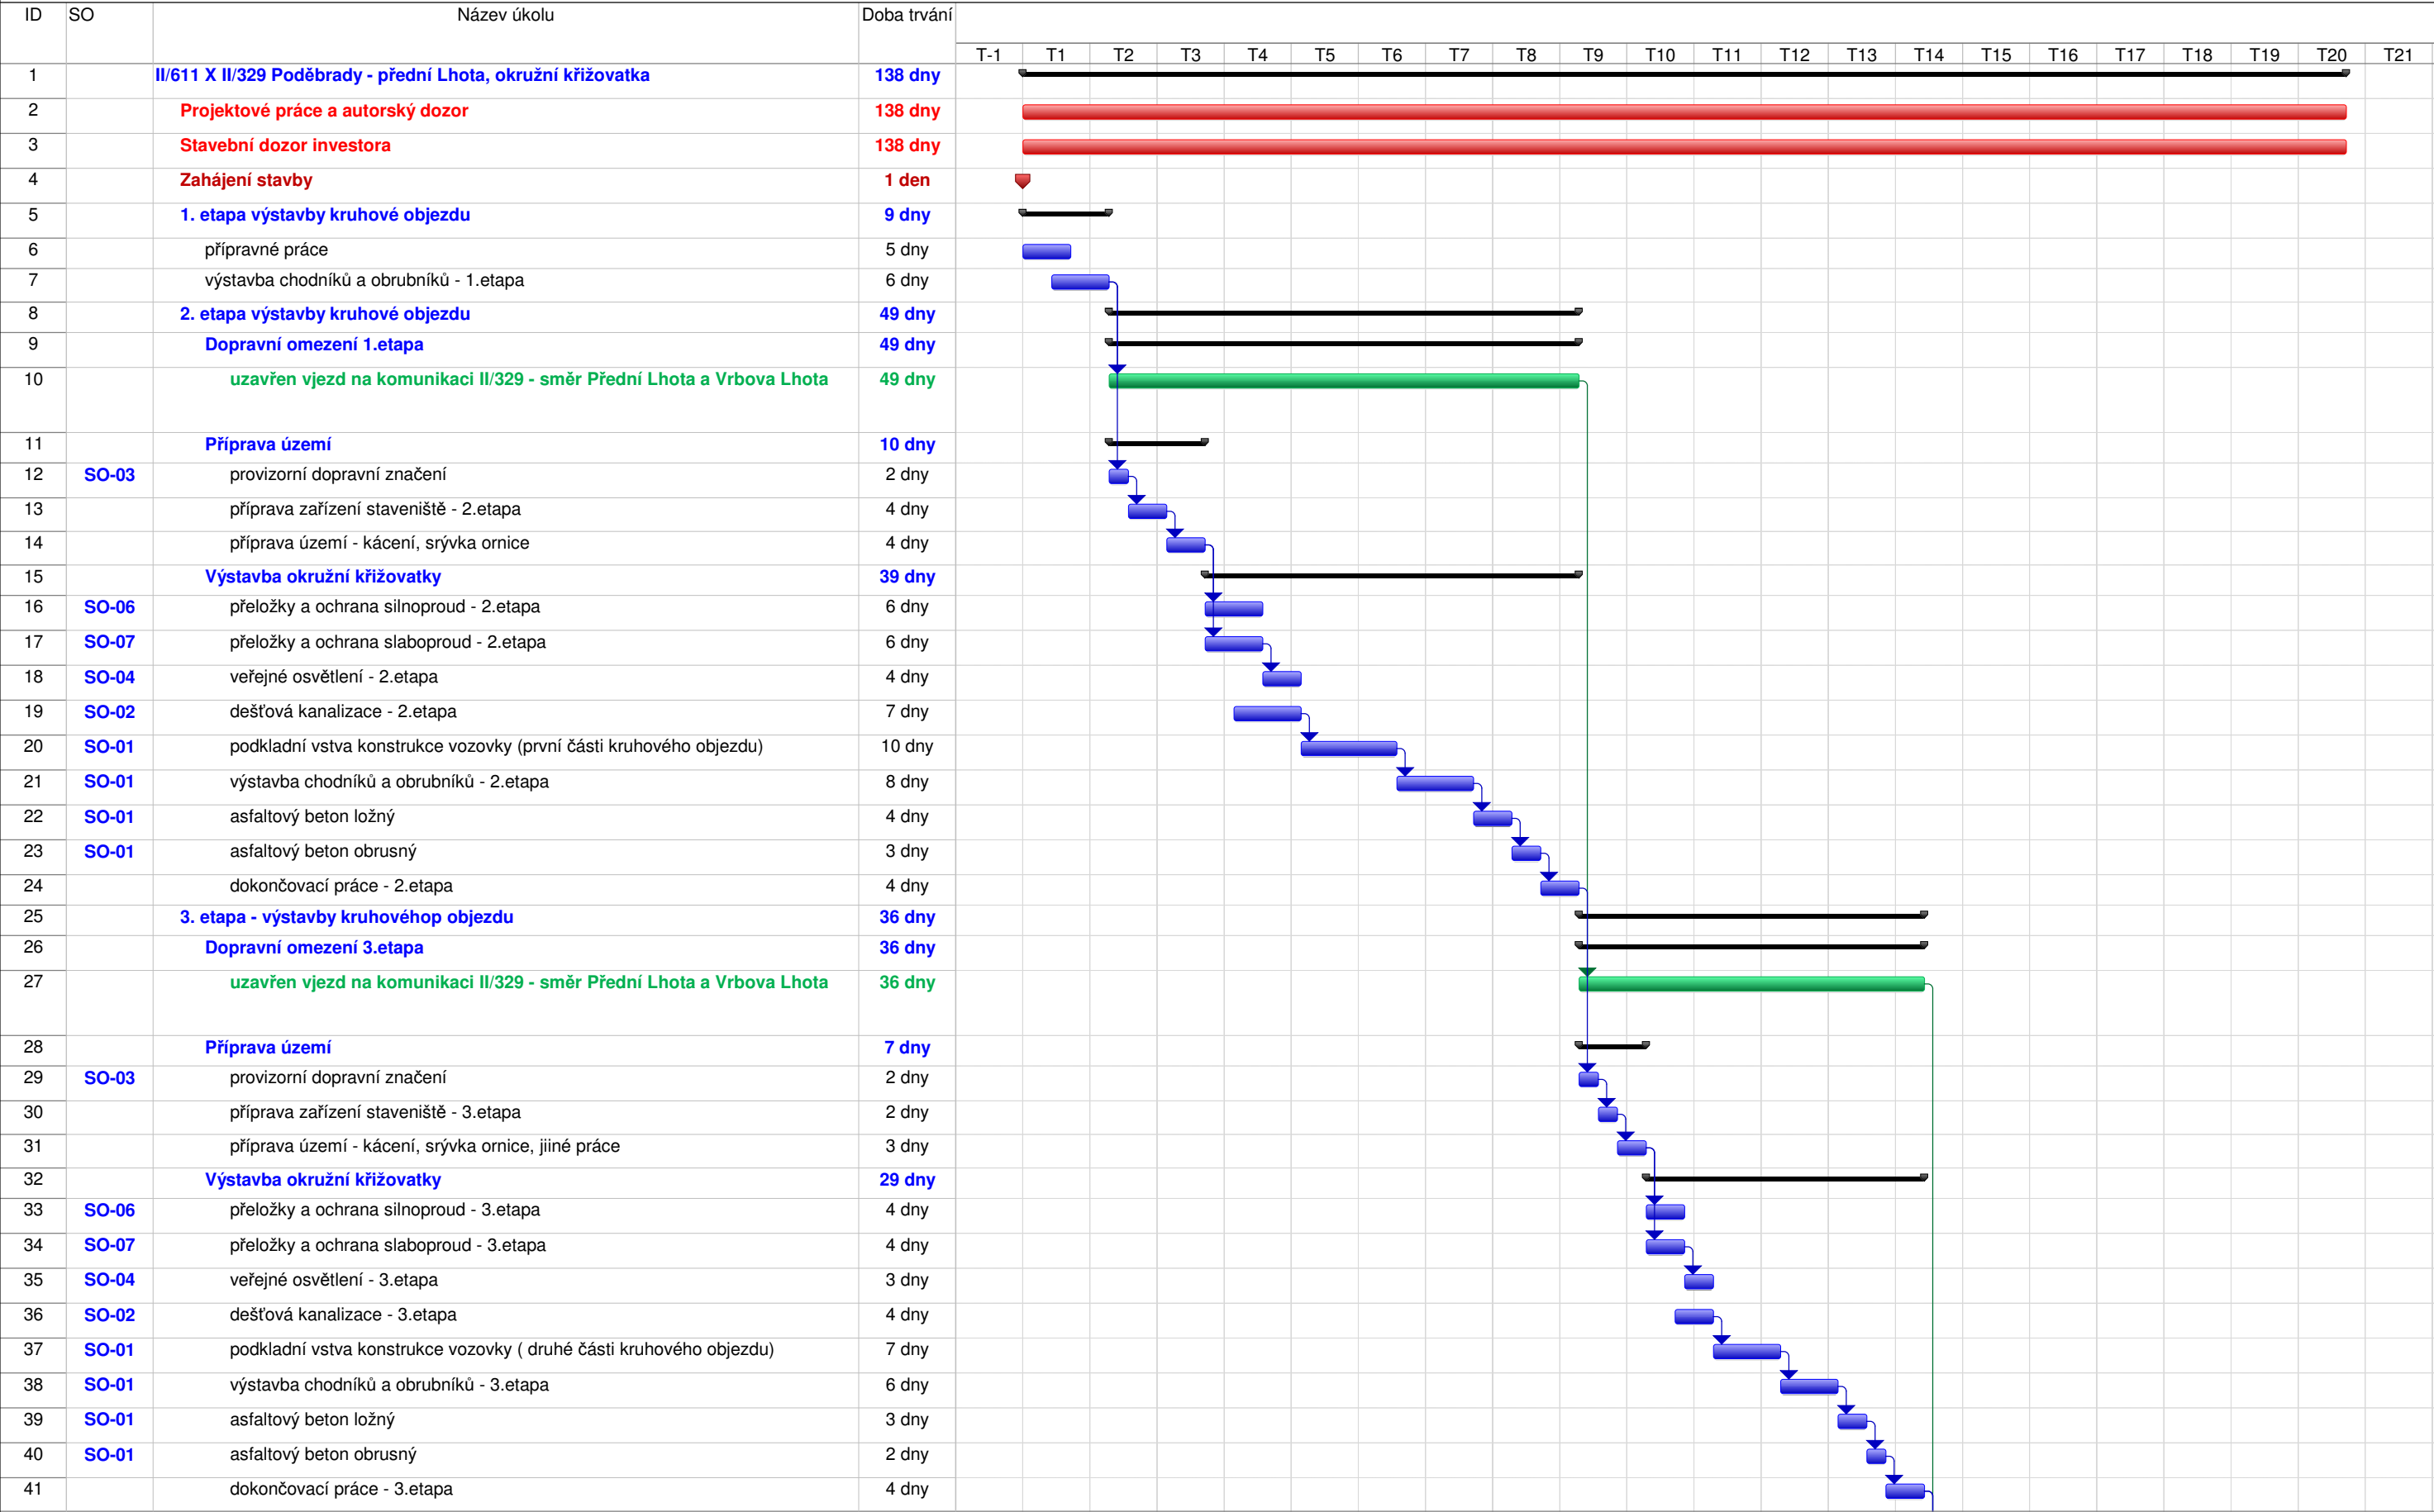 ID SO Název úkolu Doba trvání
T-1 T1 T2 T3 T4 T5 T6 T7 T8 T9 T10 T11 T12 T13 T14 T15 T16 T17 T18 T19 T20 T21
1 II/611 X II/329 Poděbrady - přední Lhota, okružní křižovatka 138 dny
2 Projektové práce a autorský dozor 138 dny
3 Stavební dozor investora 138 dny
4 Zahájení stavby 1 den
5 1. etapa výstavby kruhové objezdu 9 dny
6 přípravné práce 5 dny
7 výstavba chodníků a obrubníků - 1.etapa 6 dny
8 2. etapa výstavby kruhové objezdu 49 dny
9 Dopravní omezení 1.etapa 49 dny
10 uzavřen vjezd na komunikaci II/329 - směr Přední Lhota a Vrbova Lhota 49 dny
11 Příprava území 10 dny
12 SO-03 provizorní dopravní značení 2 dny
13 příprava zařízení staveniště - 2.etapa 4 dny
14 příprava území - kácení, srývka ornice 4 dny
15 Výstavba okružní křižovatky 39 dny
16 SO-06 přeložky a ochrana silnoproud - 2.etapa 6 dny
17 SO-07 přeložky a ochrana slaboproud - 2.etapa 6 dny
18 SO-04 veřejné osvětlení - 2.etapa 4 dny
19 SO-02 dešťová kanalizace - 2.etapa 7 dny
20 SO-01 podkladní vstva konstrukce vozovky (první části kruhového objezdu) 10 dny
21 SO-01 výstavba chodníků a obrubníků - 2.etapa 8 dny
22 SO-01 asfaltový beton ložný 4 dny
23 SO-01 asfaltový beton obrusný 3 dny
24 dokončovací práce - 2.etapa 4 dny
25 3. etapa - výstavby kruhovéhop objezdu 36 dny
26 Dopravní omezení 3.etapa 36 dny
27 uzavřen vjezd na komunikaci II/329 - směr Přední Lhota a Vrbova Lhota 36 dny
28 Příprava území 7 dny
29 SO-03 provizorní dopravní značení 2 dny
30 příprava zařízení staveniště - 3.etapa 2 dny
31 příprava území - kácení, srývka ornice, jiiné práce 3 dny
32 Výstavba okružní křižovatky 29 dny
33 SO-06 přeložky a ochrana silnoproud - 3.etapa 4 dny
34 SO-07 přeložky a ochrana slaboproud - 3.etapa 4 dny
35 SO-04 veřejné osvětlení - 3.etapa 3 dny
36 SO-02 dešťová kanalizace - 3.etapa 4 dny
37 SO-01 podkladní vstva konstrukce vozovky ( druhé části kruhového objezdu) 7 dny
38 SO-01 výstavba chodníků a obrubníků - 3.etapa 6 dny
39 SO-01 asfaltový beton ložný 3 dny
40 SO-01 asfaltový beton obrusný 2 dny
41 dokončovací práce - 3.etapa 4 dny